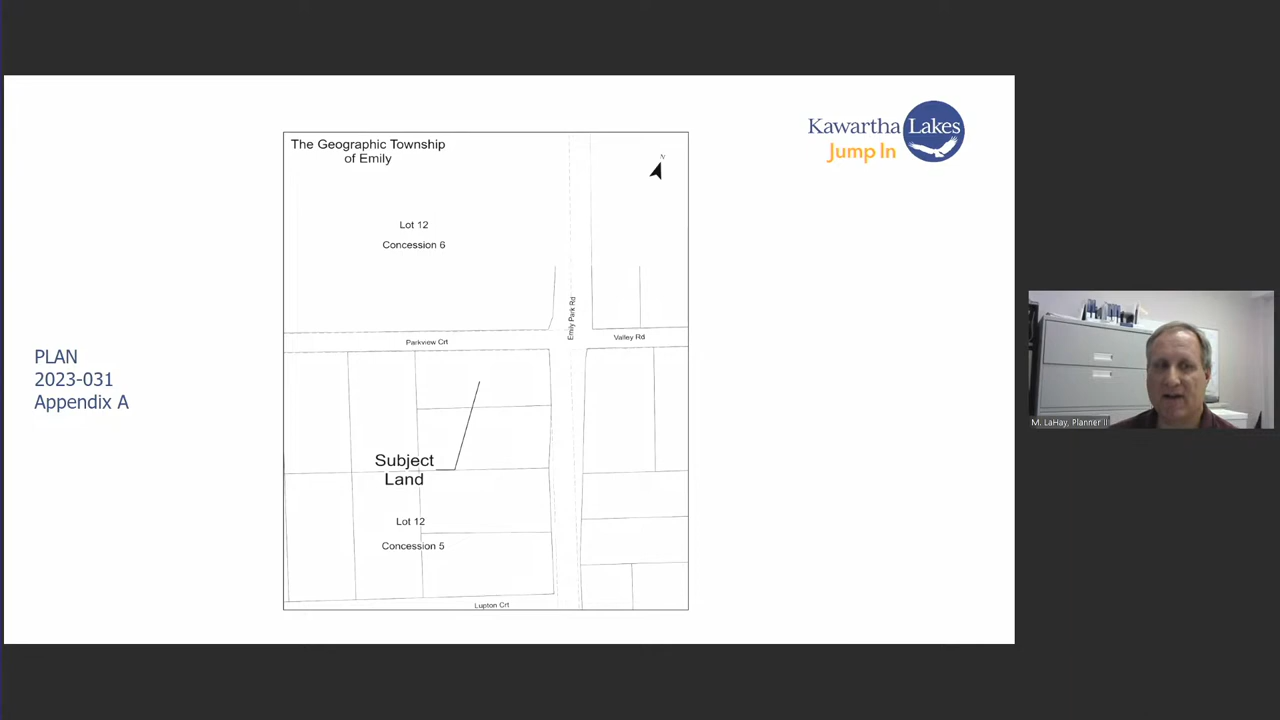 The Geographic Township
of Emily
N
Kawartha Lakes
Jump In
Lot 12
Concession 6
Emily Park Rd
Parkview Crt
Valley Rd
PLAN
2023-031
Appendix A
Subject
Land
Lot 12
Concession 5
Lupton Crt
M. LaHay, Planner II